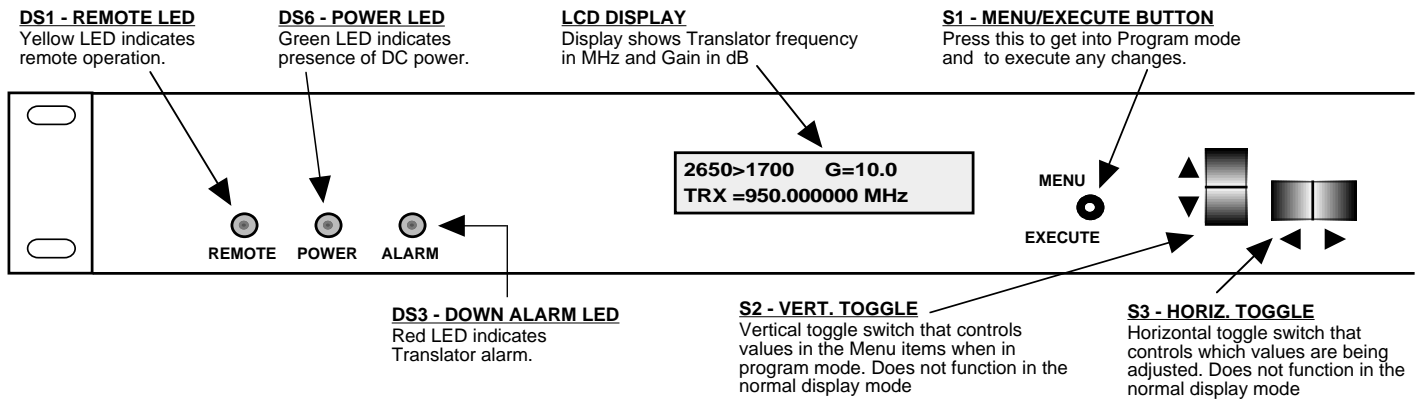 DS1 - REMOTE LED
Yellow LED indicates
remote operation.
DS6 - POWER LED
Green LED indicates
presence of DC power.
LCD DISPLAY
Display shows Translator frequency
in MHz and Gain in dB
S1 - MENU/EXECUTE BUTTON
Press this to get into Program mode
and to execute any changes.
2650>1700 G=10.0
TRX =950.000000 MHz
MENU
EXECUTE
REMOTE POWER ALARM
DS3 - DOWN ALARM LED
Red LED indicates
Translator alarm.
S2 - VERT. TOGGLE
Vertical toggle switch that controls
values in the Menu items when in
program mode. Does not function in the
normal display mode
S3 - HORIZ. TOGGLE
Horizontal toggle switch that
controls which values are being
adjusted. Does not function in the
normal display mode